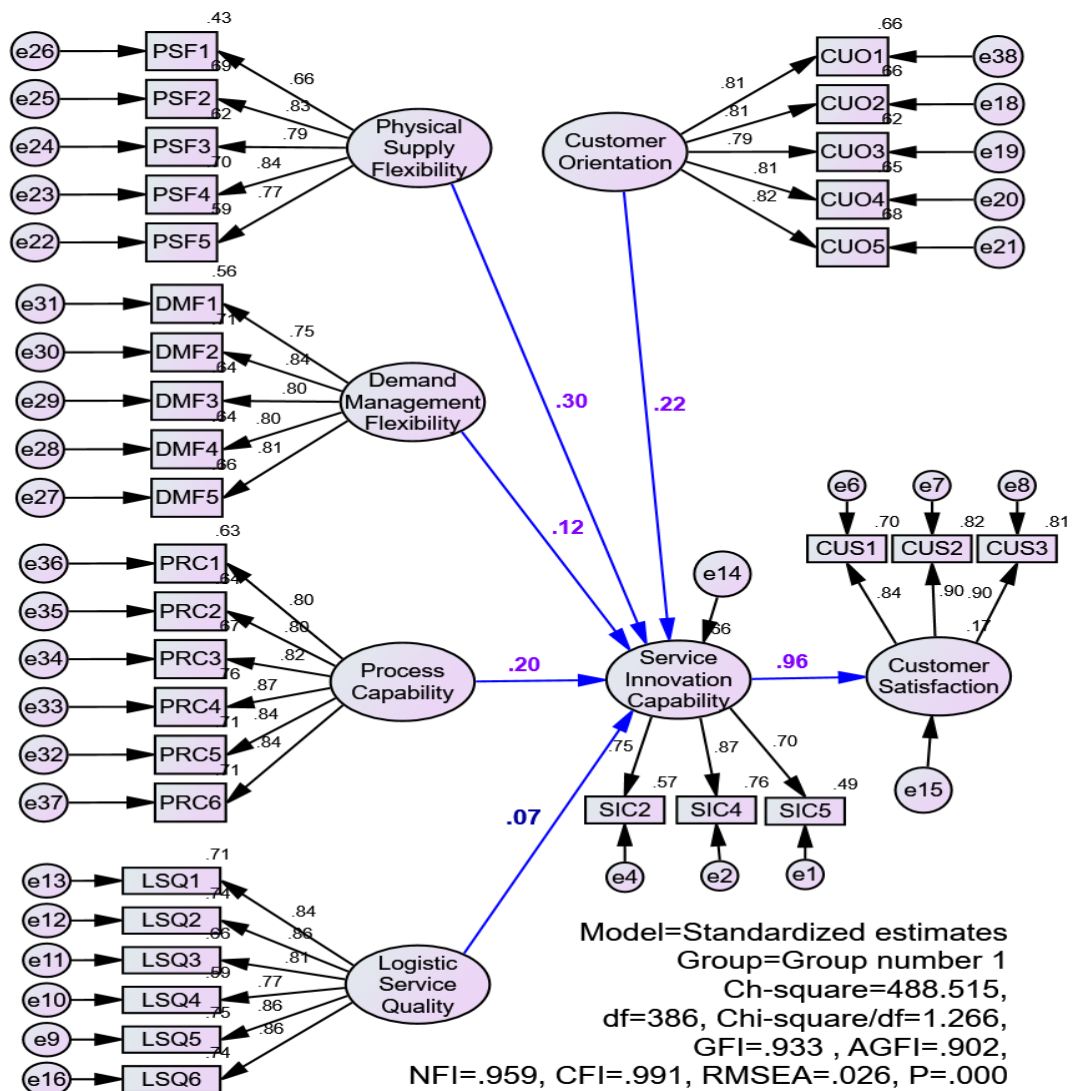 .43
e26
PSF1
.69
e25
PSF2
.62
e24
PSF3
.70
e23
PSF4
.59
e22
PSF5
.66
.83
.79
.84
.77
Physical
Supply
Flexibility
Customer
Orientation
.81
.81
.79
.81
.82
.66
CUO1
e38
.66
CUO2
e18
.62
CUO3
e19
.65
CUO4
e20
.68
CUO5
e21
.56
e31
DMF1
.71
e30
DMF2
.64
e29
DMF3
.64
e28
DMF4
.66
e27
DMF5
.75
.84
.80
.80
.81
Demand
Management
Flexibility
.30
.22
.12
.63
e36
PRC1
.64
e35
PRC2
.67
e34
PRC3
.76
e33
PRC4
.71
e32
PRC5
.71
e37
PRC6
.80
.80
.82
.87
.84
.84
Process
Capability
.20
e14
.66
Service
Innovation
Capability
.96
e6
e7
e8
.70
.82
.81
CUS1
CUS2
CUS3
.84
.90
.90
.17
Customer
Satisfaction
e15
.75
.87
.70
.57
.76
.49
SIC2
SIC4
SIC5
e4
e2
e1
.07
.71
e13
LSQ1
.74
e12
LSQ2
.66
e11
LSQ3
.59
e10
LSQ4
.75
e9
LSQ5
.74
e16
LSQ6
.84
.86
.81
.77
.86
.86
Logistic
Service
Quality
Model=Standardized estimates
Group=Group number 1
Ch-square=488.515,
df=386, Chi-square/df=1.266,
GFI=.933 , AGFI=.902,
NFI=.959, CFI=.991, RMSEA=.026, P=.000